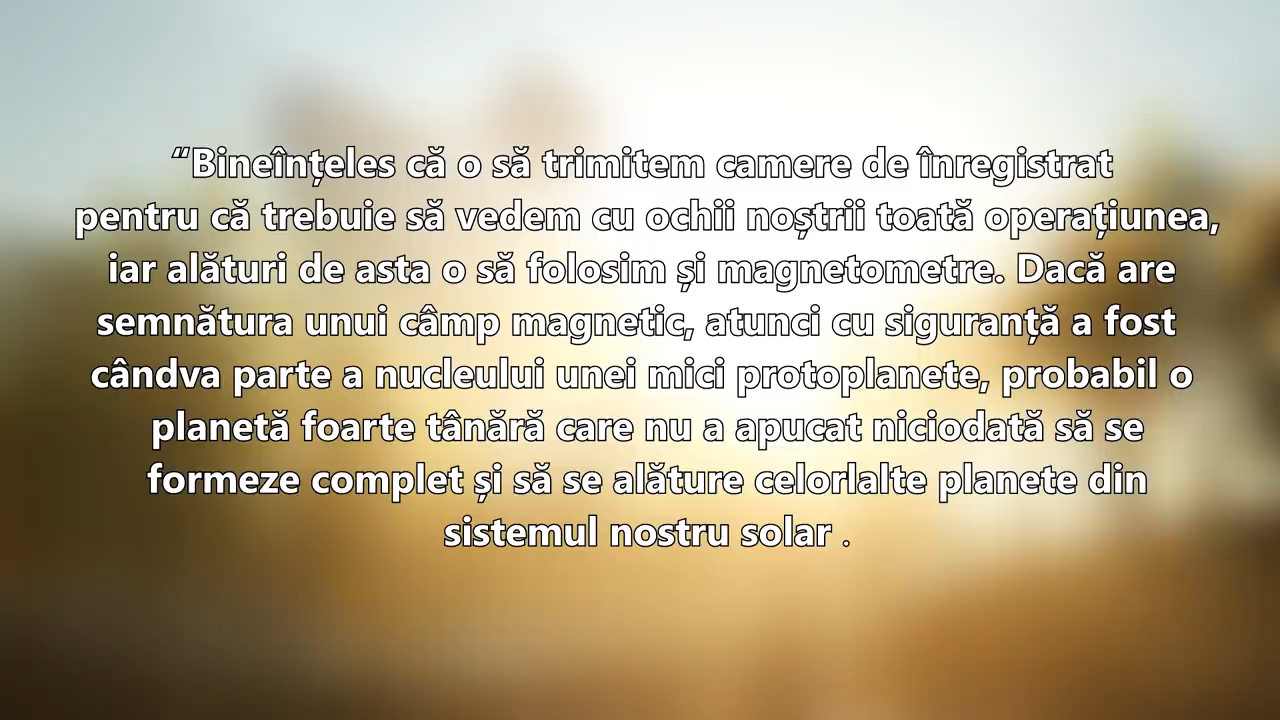 “Bineînțeles că o să trimitem camere de înregistrat
pentru că trebuie să vedem cu ochii noștrii toată operațiunea,
iar alături de asta o să folosim și magnetometre. Dacă are
semnătura unui câmp magnetic, atunci cu siguranță a fost
cândva parte a nucleului unei mici protoplanete, probabil o
planetă foarte tânără care nu a apucat niciodată să se
formeze complet și să se alăture celorlalte planete din
sistemul nostru solar .